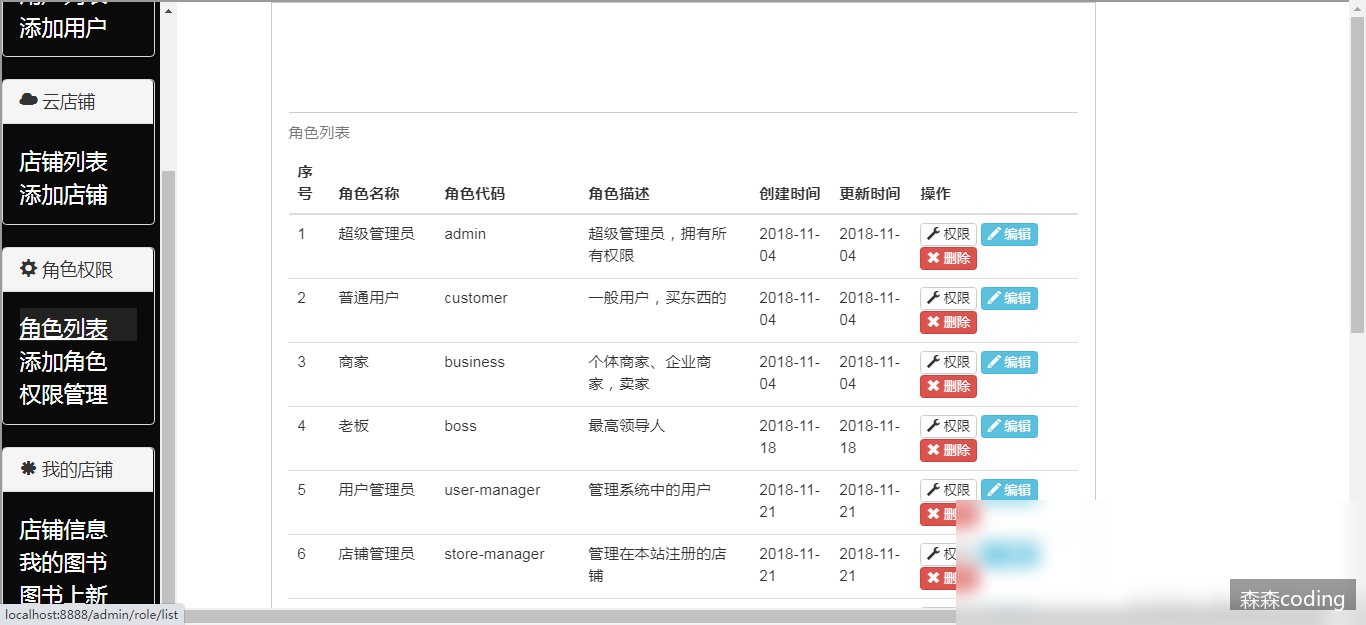 添加用户
云店铺
店铺列表
添加店铺
角色权限
角色列表
添加角色
权限管理
我的店铺
店铺信息
我的图书
图书上新
localhost:8888/admin/role/list
角色列表
序号 角色名称 角色代码 角色描述 创建时间 更新时间 操作
1 超级管理员 admin 超级管理员，拥有所 2018-11- 2018-11- 权限 编辑
有权限 04 04 删除
2 普通用户 customer 一般用户，买东西的 2018-11- 2018-11- 权限 编辑
04 04 删除
3 商家 business 个体商家、企业商 2018-11- 2018-11- 权限 编辑
家，卖家 04 04 删除
4 老板 boss 最高领导人 2018-11- 2018-11- 权限 编辑
18 18 删除
5 用户管理员 user-manager 管理系统中的用户 2018-11- 2018-11- 权限 编辑
21 21 删
6 店铺管理员 store-manager 管理在本站注册的店 2018-11- 2018-11- 权
铺 21 21 删
森森coding